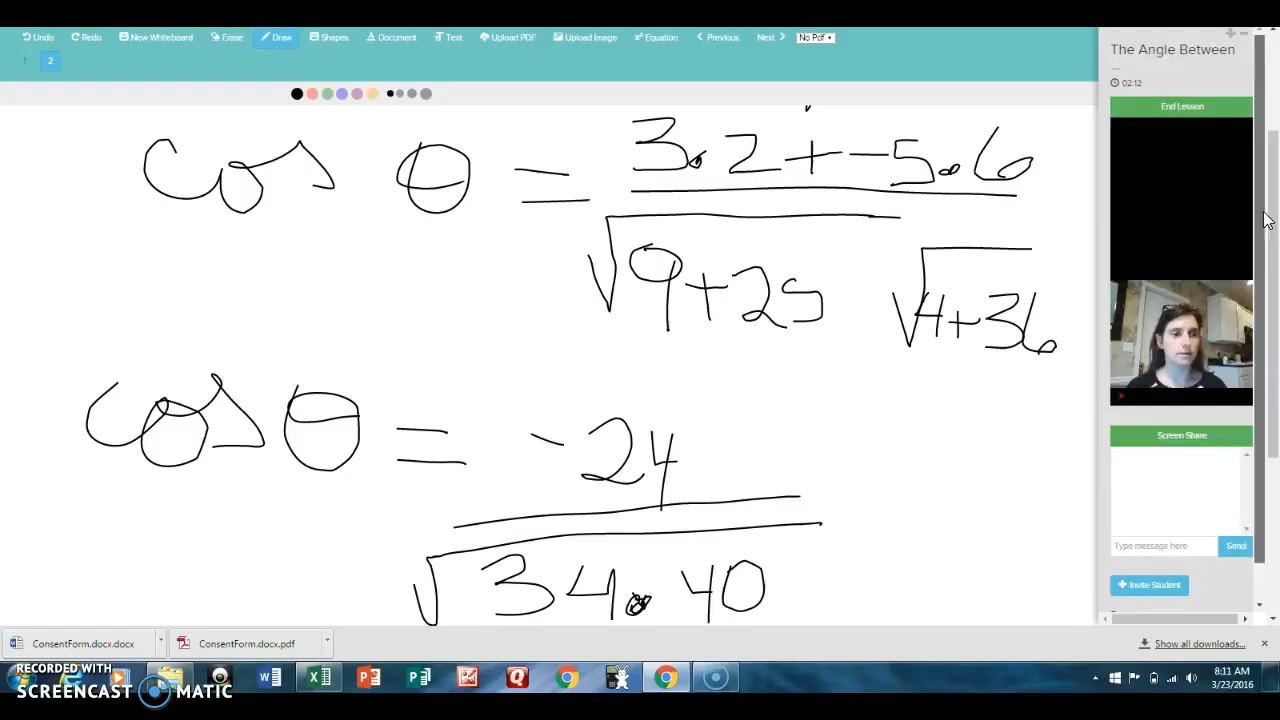 Undo Redo New Whiteboard Erase Draw Shapes Document Text Upload PDF Upload Image x² Equation Previous Next No Pdf
1 2
The Angle Between
...
02:12
End Lesson
cos θ = 3 · 2 + -5 · 6
√9+25 √4+36
cos θ = -24
√34 · 40
Screen Share
Type message here Send
+ Invite Student
ConsentForm.docx.docx ConsentForm.docx.pdf Show all downloads...
RECORDED WITH
SCREENCAST MATIC
8:11 AM
3/23/2016